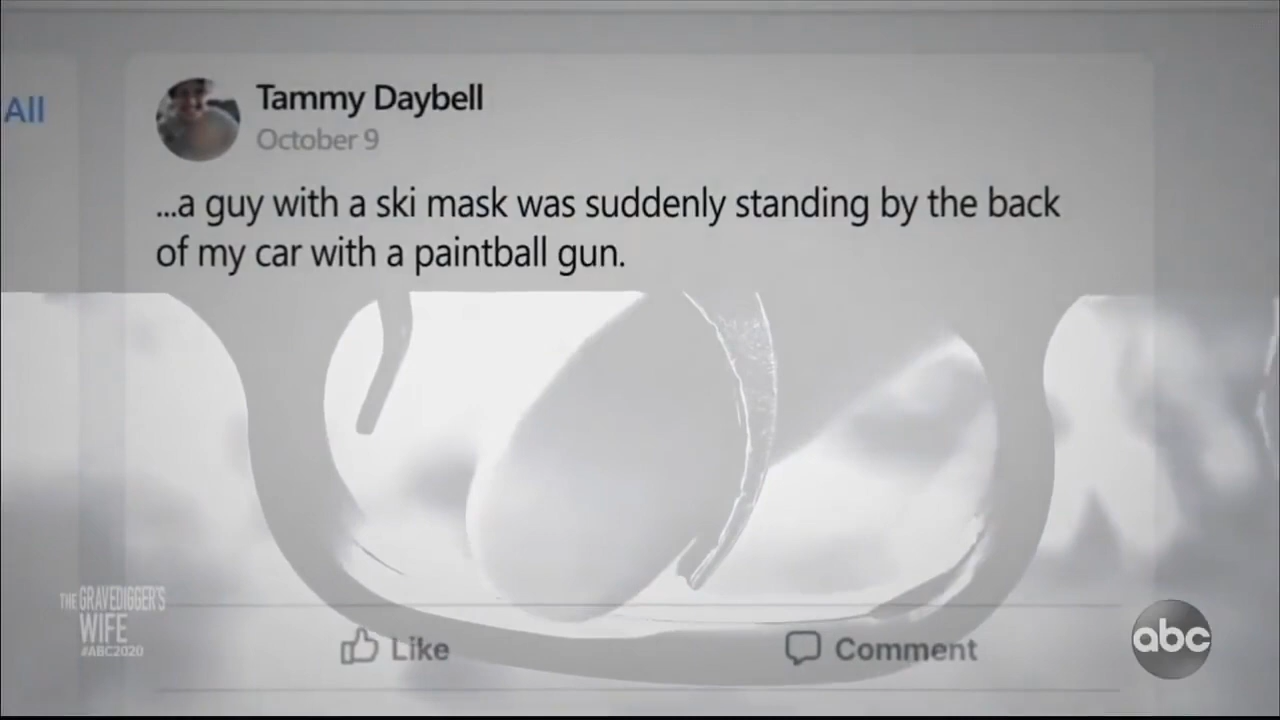 All
Tammy Daybell
October 9
...a guy with a ski mask was suddenly standing by the back
of my car with a paintball gun.
THE GRAVEDIGGER'S
WIFE
#ABC2020
Like
Comment
abc